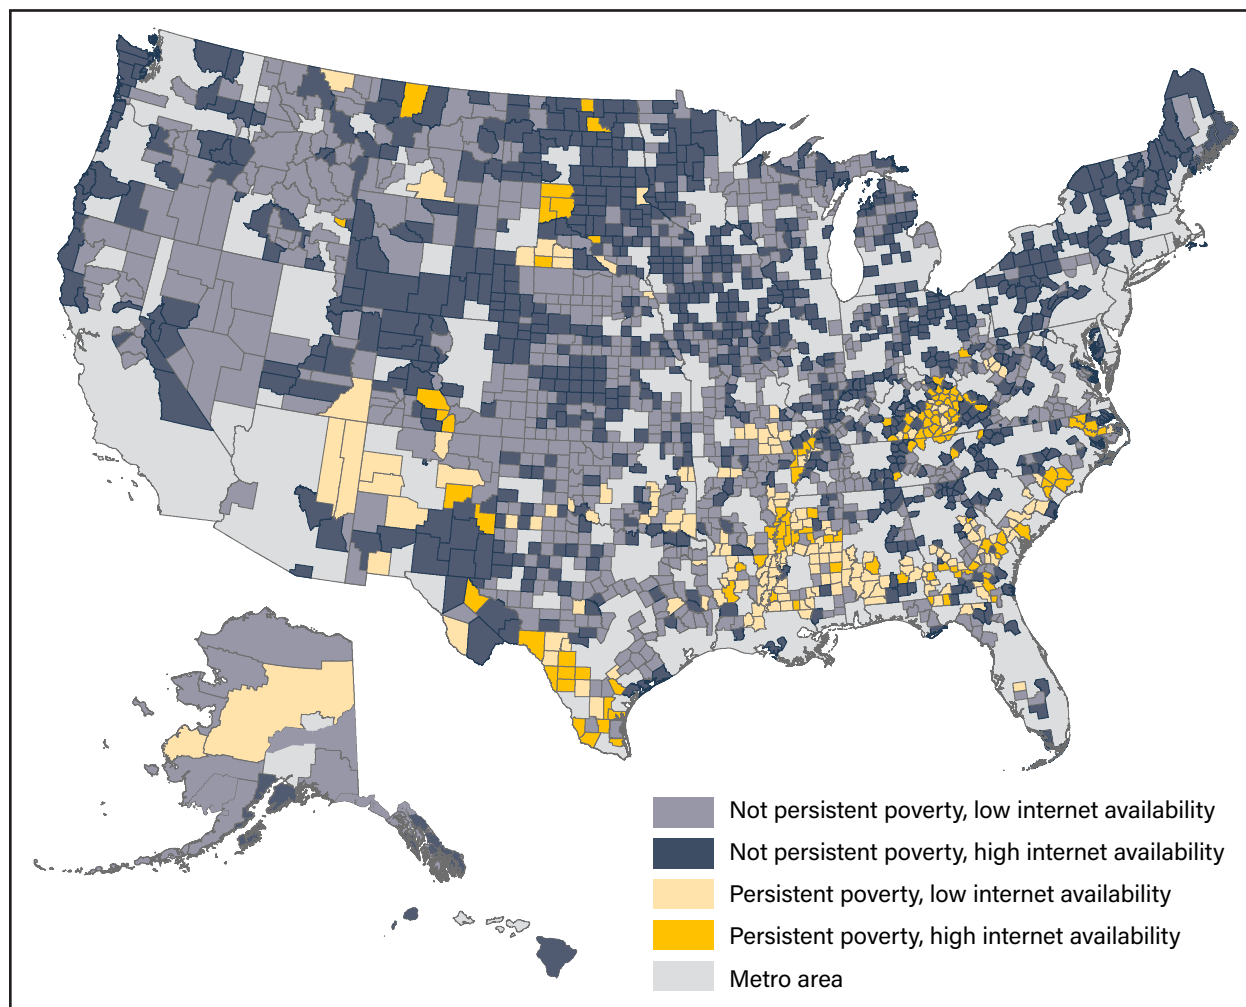 Not persistent poverty, low internet availability
Not persistent poverty, high internet availability
Persistent poverty, low internet availability
Persistent poverty, high internet availability
Metro area